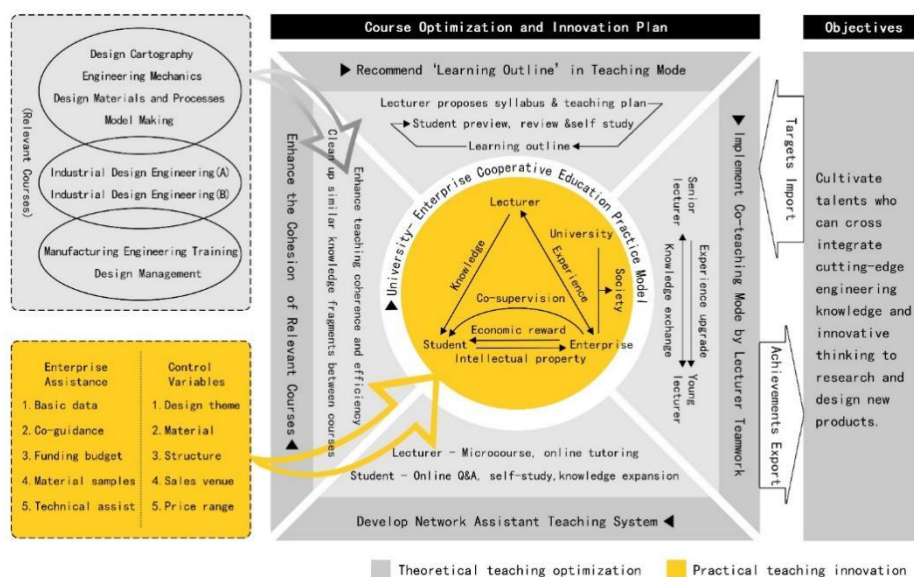 Course Optimization and Innovation Plan
Objectives
(Relevant Courses)
Design Cartography
Engineering Mechanics
Design Materials and Processes
Model Making
Industrial Design Engineering(A)
Industrial Design Engineering(B)
Manufacturing Engineering Training
Design Management
Enterprise
Assistance
1. Basic data
2. Co-guidance
3. Funding budget
4. Material samples
5. Technical assist
Control
Variables
1. Design theme
2. Material
3. Structure
4. Sales venue
5. Price range
▶ Recommend ‘Learning Outline’ in Teaching Mode
Lecturer proposes syllabus & teaching plan
Student preview, review &self study
Learning outline
Enhance the Cohesion of Relevant Courses ◀
Clean up similar knowledge fragments between courses
Enhance teaching coherence and efficiency
▶University-Enterprise Cooperative Education Practice Model
Lecturer
University
Knowledge
Experience
Society
Co-supervision
Economic reward
Student
Enterprise
Intellectual property
Senior
lecturer
Knowledge exchange
Experience upgrade
Young
lecturer
▶ Implement Co-teaching Mode by Lecturer Teamwork
Lecturer - Microcourse, online tutoring
Student - Online Q&A, self-study,knowledge expansion
Develop Network Assistant Teaching System ◀
Targets Import
Achievements Export
Cultivate
talents who
can cross
integrate
cutting-edge
engineering
knowledge and
innovative
thinking to
research and
design new
products.
Theoretical teaching optimization
Practical teaching innovation